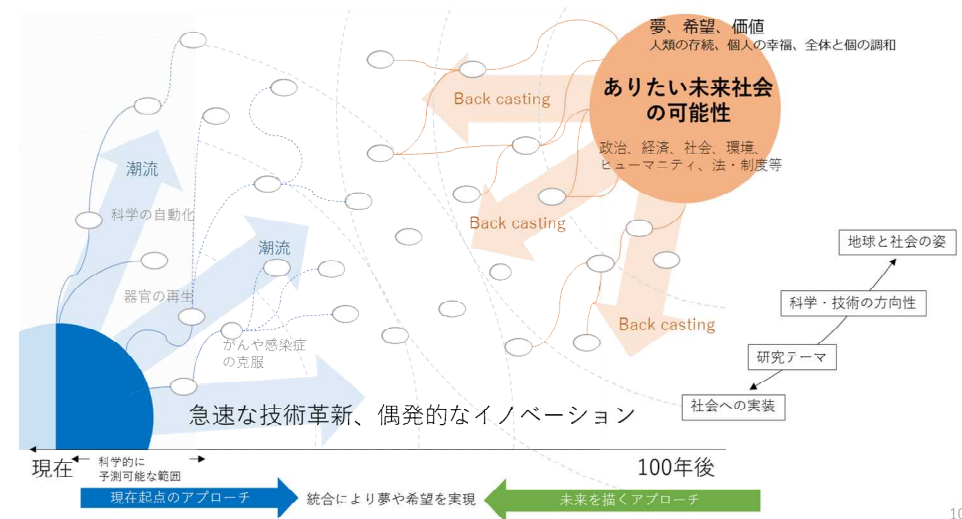 夢、希望、価値
人類の存続、個人の幸福、全体と個の調和
ありたい未来社会
の可能性
政治、経済、社会、環境、
ヒューマニティ、法・制度等
Back casting
Back casting
Back casting
潮流
科学の自動化
潮流
器官の再生
がんや感染症
の克服
地球と社会の姿
科学・技術の方向性
研究テーマ
社会への実装
急速な技術革新、偶発的なイノベーション
現在
科学的に
予測可能な範囲
100年後
現在起点のアプローチ
統合により夢や希望を実現
未来を描くアプローチ